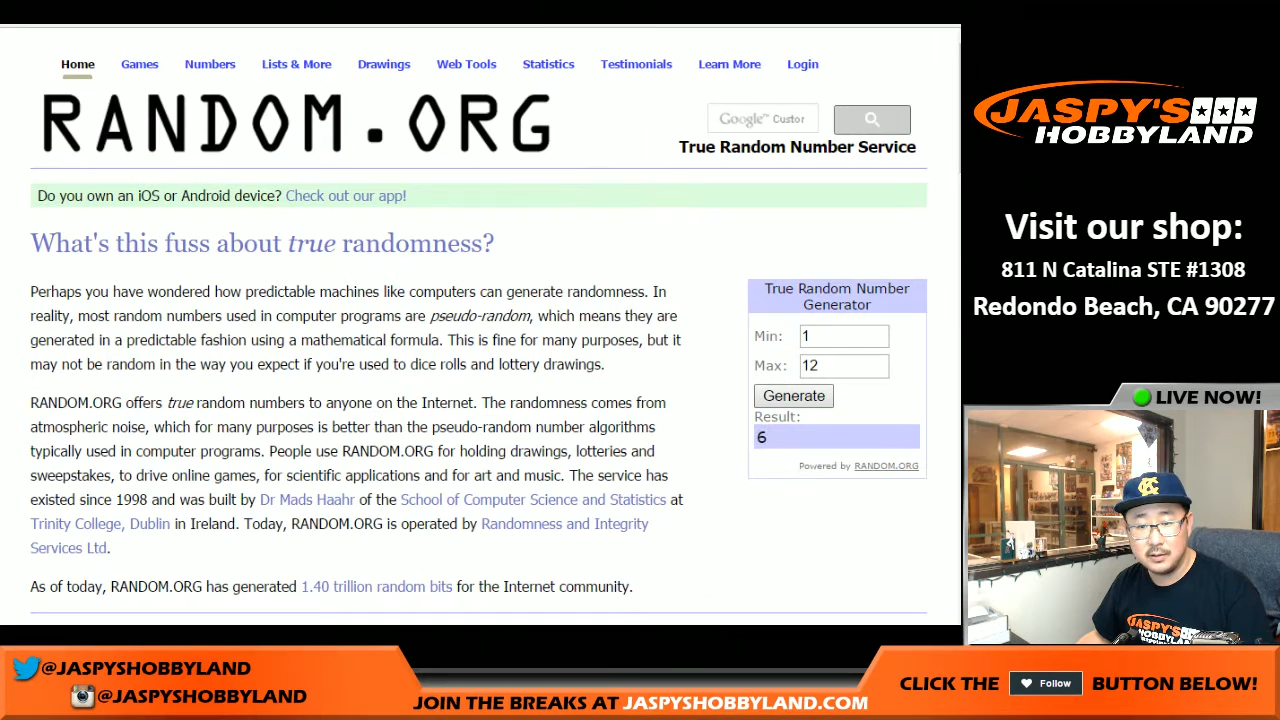 Home Games Numbers Lists & More Drawings Web Tools Statistics Testimonials Learn More Login
RANDOM.ORG
Google™ Custor
True Random Number Service
Do you own an iOS or Android device? Check out our app!
What's this fuss about true randomness?
Perhaps you have wondered how predictable machines like computers can generate randomness. In
reality, most random numbers used in computer programs are pseudo-random, which means they are
generated in a predictable fashion using a mathematical formula. This is fine for many purposes, but it
may not be random in the way you expect if you're used to dice rolls and lottery drawings.
RANDOM.ORG offers true random numbers to anyone on the Internet. The randomness comes from
atmospheric noise, which for many purposes is better than the pseudo-random number algorithms
typically used in computer programs. People use RANDOM.ORG for holding drawings, lotteries and
sweepstakes, to drive online games, for scientific applications and for art and music. The service has
existed since 1998 and was built by Dr Mads Haahr of the School of Computer Science and Statistics at
Trinity College, Dublin in Ireland. Today, RANDOM.ORG is operated by Randomness and Integrity
Services Ltd.
As of today, RANDOM.ORG has generated 1.40 trillion random bits for the Internet community.
True Random Number
Generator
Min: 1
Max: 12
Generate
Result:
6
Powered by RANDOM.ORG
JASPY'S
HOBBYLAND
Visit our shop:
811 N Catalina STE #1308
Redondo Beach, CA 90277
LIVE NOW!
JASPY'S
HOBBYLAND
@JASPYSHOBBYLAND
@JASPYSHOBBYLAND
JOIN THE BREAKS AT JASPYSHOBBYLAND.COM
CLICK THE Follow BUTTON BELOW!